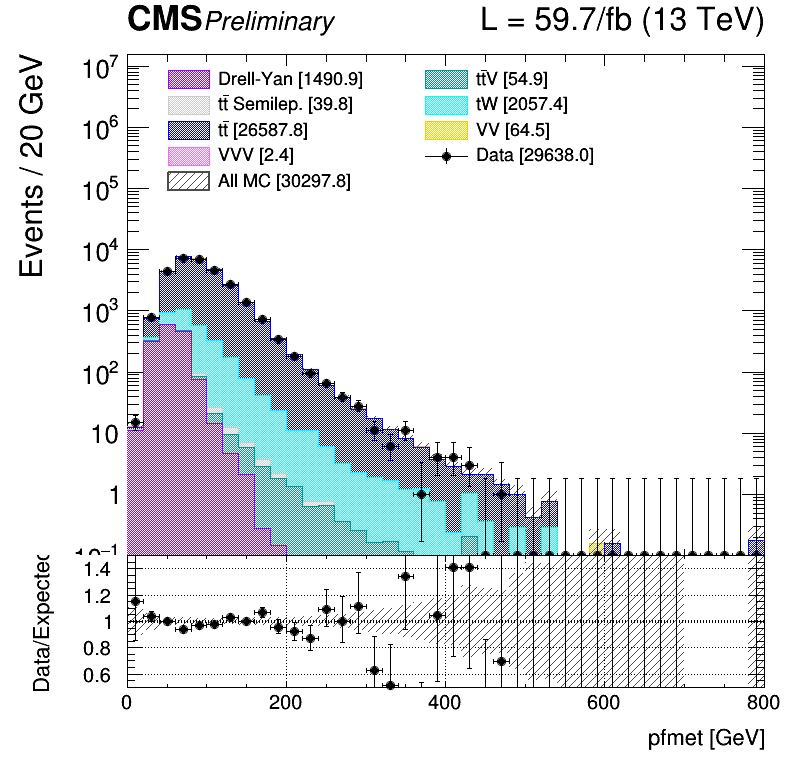 CMS Preliminary L = 59.7/fb (13 TeV)
Events / 20 GeV
10⁷
10⁶
10⁵
10⁴
10³
10²
10
1
10⁻¹
Drell-Yan [1490.9]
tt̄ Semilep. [39.8]
tt̄ [26587.8]
VVV [2.4]
All MC [30297.8]
tt̄V [54.9]
tW [2057.4]
VV [64.5]
Data [29638.0]
Data/Expected
1.4
1.2
1
0.8
0.6
0 200 400 600 800
pfmet [GeV]